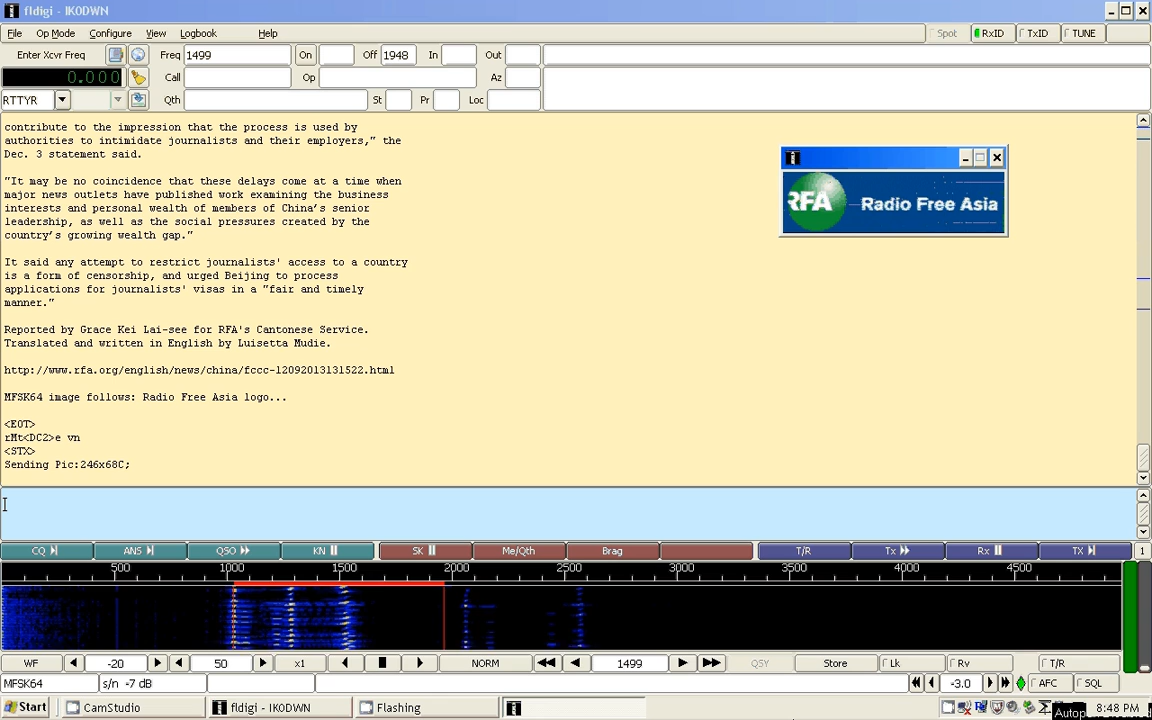 fldigi - IK0DWN
File Op Mode Configure View Logbook Help Spot RxID TxID TUNE
Enter Xcvr Freq Freq 1499 On Off 1948 In Out
0.000 Call Op Az
RTTYR Qth St Pr Loc
contribute to the impression that the process is used by
authorities to intimidate journalists and their employers,” the
Dec. 3 statement said.
“It may be no coincidence that these delays come at a time when
major news outlets have published work examining the business
interests and personal wealth of members of China’s senior
leadership, as well as the social pressures created by the
country’s growing wealth gap.”
It said any attempt to restrict journalists' access to a country
is a form of censorship, and urged Beijing to process
applications for journalists' visas in a "fair and timely
manner."
Reported by Grace Kei Lai-see for RFA's Cantonese Service.
Translated and written in English by Luisetta Mudie.
http://www.rfa.org/english/news/china/fccc-12092013131522.html
MFSK64 image follows: Radio Free Asia logo...
<EOT>
rMt<DC2>e vn
<STX>
Sending Pic:246x68C;
RFA Radio Free Asia
CQ ANS QSO KN SK Me/Qth Brag T/R Tx Rx TX 1
500 1000 1500 2000 2500 3000 3500 4000 4500
WF -20 50 x1 NORM 1499 QSY Store Lk Rv T/R
MFSK64 s/n -7 dB -3.0 AFC SQL
Start CamStudio fldigi - IK0DWN Flashing 8:48 PM